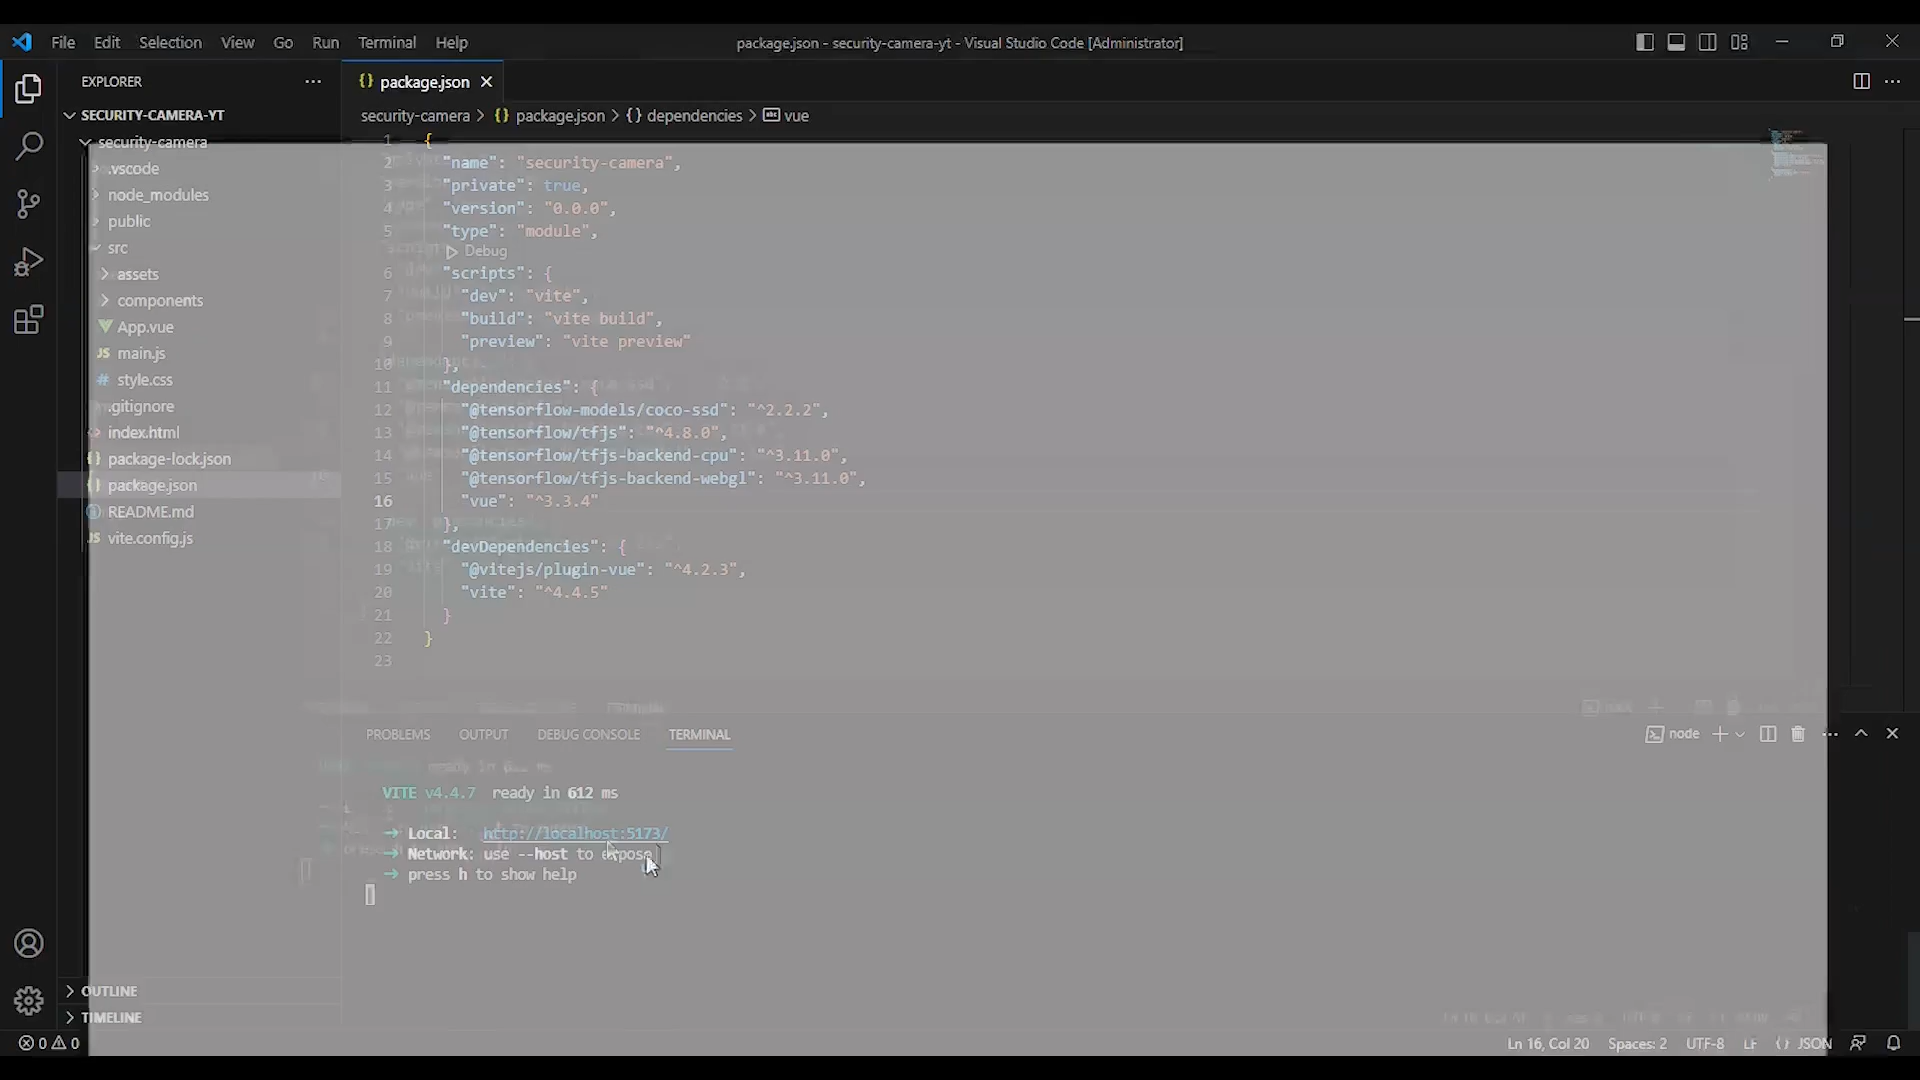 File Edit Selection View Go Run Terminal Help
package.json - security-camera-yt - Visual Studio Code [Administrator]
EXPLORER
package.json
SECURITY-CAMERA-YT
security-camera > {} package.json > {} dependencies > vue
security-camera
.vscode
node_modules
public
src
assets
components
App.vue
JS main.js
# style.css
.gitignore
index.html
package-lock.json
package.json
README.md
JS vite.config.js
OUTLINE
TIMELINE
1 {
2 "name": "security-camera",
3 "private": true,
4 "version": "0.0.0",
5 "type": "module",
Debug
6 "scripts": {
7 "dev": "vite",
8 "build": "vite build",
9 "preview": "vite preview"
10 },
11 "dependencies": {
12 "@tensorflow-models/coco-ssd": "^2.2.2",
13 "@tensorflow/tfjs": "^4.8.0",
14 "@tensorflow/tfjs-backend-cpu": "^3.11.0",
15 "@tensorflow/tfjs-backend-webgl": "^3.11.0",
16 "vue": "^3.3.4"
17 },
18 "devDependencies": {
19 "@vitejs/plugin-vue": "^4.2.3",
20 "vite": "^4.4.5"
21 }
22 }
23
PROBLEMS OUTPUT DEBUG CONSOLE TERMINAL
node
VITE v4.4.7 ready in 612 ms
➜ Local: http://localhost:5173/
➜ Network: use --host to expose
➜ press h to show help
0 0
Ln 16, Col 20 Spaces: 2 UTF-8 LF {} JSON